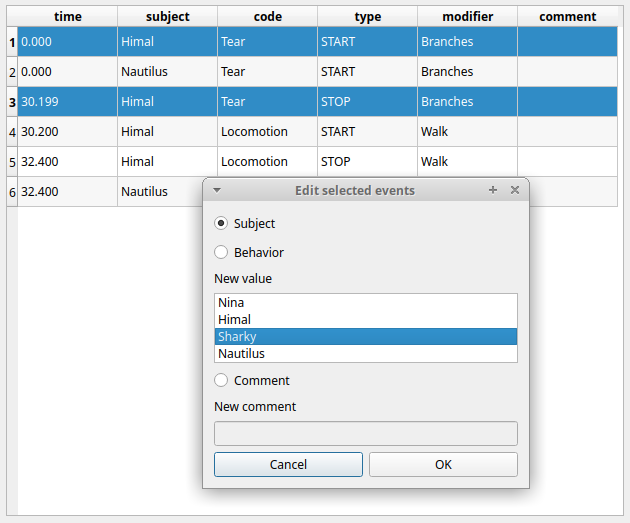 time subject code type modifier comment
1 0.000 Himal Tear START Branches
2 0.000 Nautilus Tear START Branches
3 30.199 Himal Tear STOP Branches
4 30.200 Himal Locomotion START Walk
5 32.400 Himal Locomotion STOP Walk
6 32.400 Nautilus
Edit selected events
Subject
Behavior
New value
Nina
Himal
Sharky
Nautilus
Comment
New comment
Cancel OK